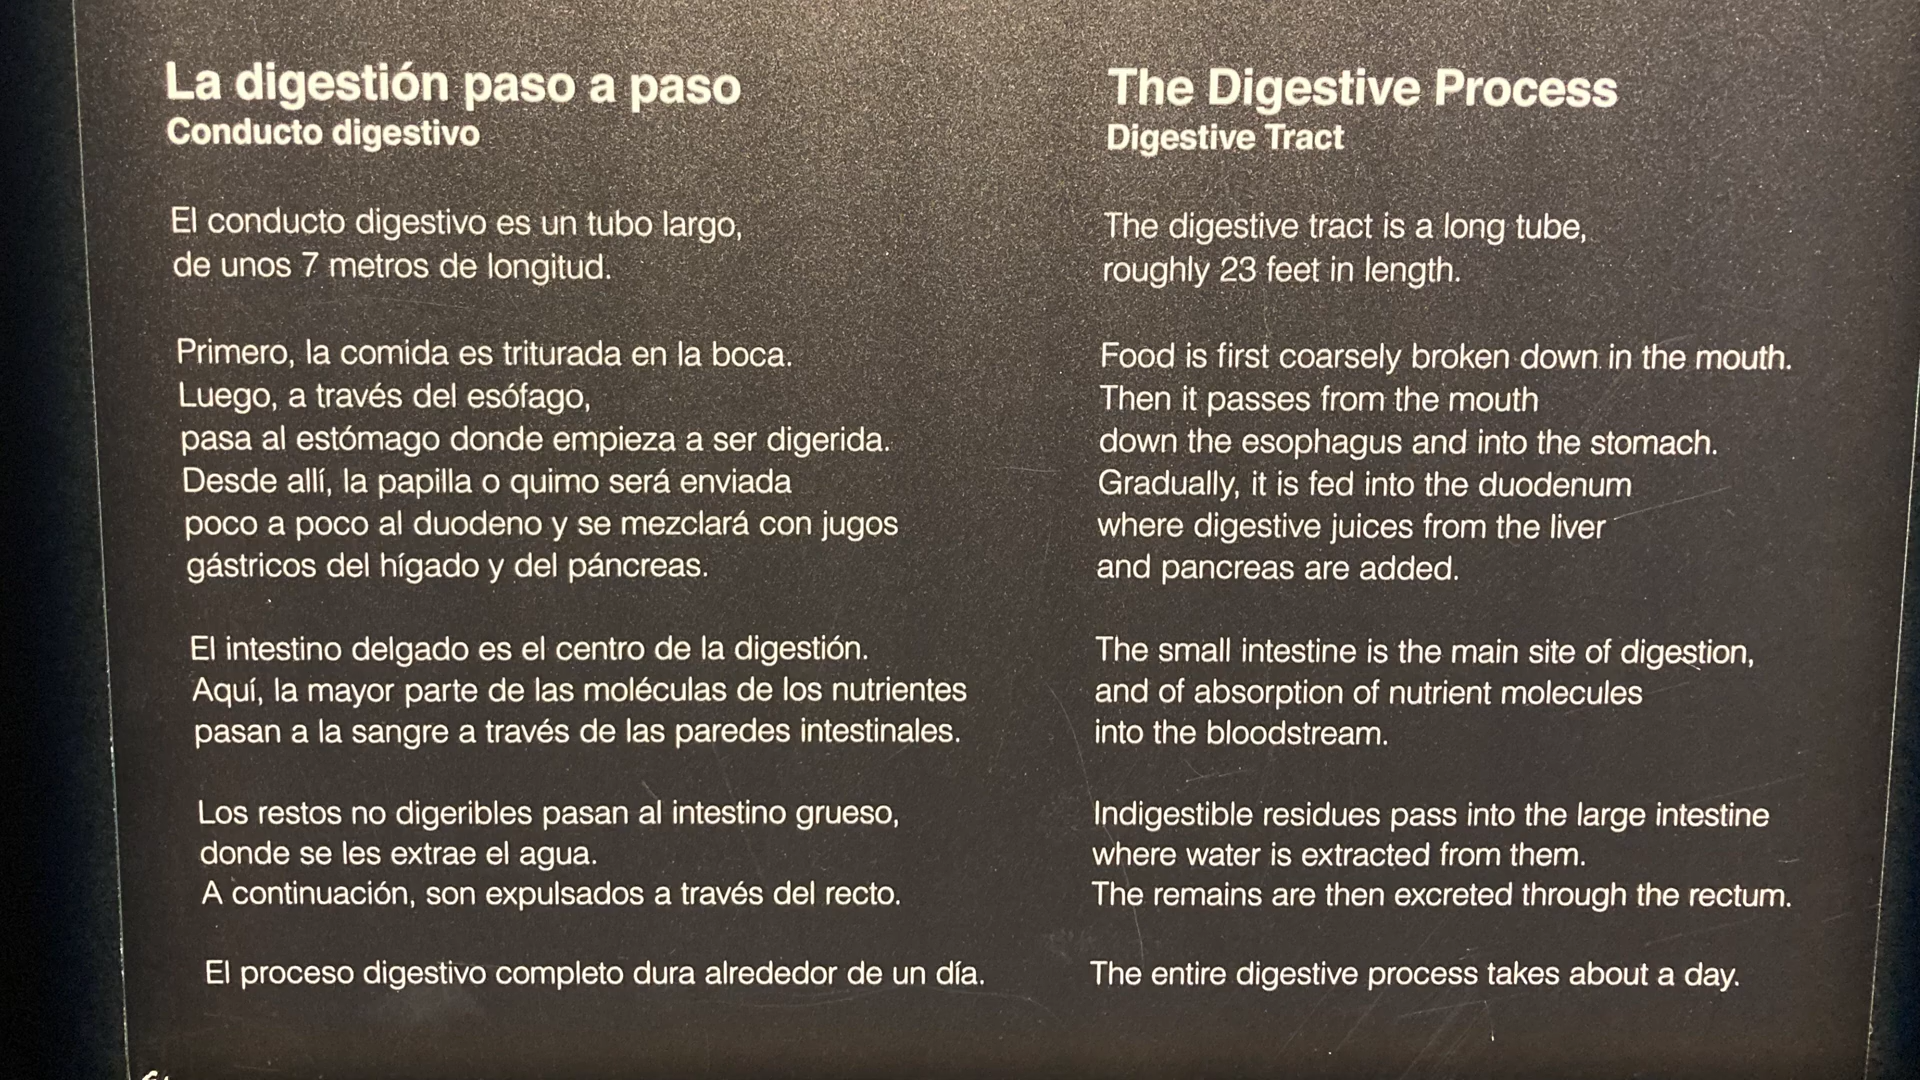 La digestión paso a paso
Conducto digestivo
El conducto digestivo es un tubo largo,
de unos 7 metros de longitud.
Primero, la comida es triturada en la boca.
Luego, a través del esófago,
pasa al estómago donde empieza a ser digerida.
Desde allí, la papilla o quimo será enviada
poco a poco al duodeno y se mezclará con jugos
gástricos del hígado y del páncreas.
El intestino delgado es el centro de la digestión.
Aquí, la mayor parte de las moléculas de los nutrientes
pasan a la sangre a través de las paredes intestinales.
Los restos no digeribles pasan al intestino grueso,
donde se les extrae el agua.
A continuación, son expulsados a través del recto.
El proceso digestivo completo dura alrededor de un día.
The Digestive Process
Digestive Tract
The digestive tract is a long tube,
roughly 23 feet in length.
Food is first coarsely broken down in the mouth.
Then it passes from the mouth
down the esophagus and into the stomach.
Gradually, it is fed into the duodenum
where digestive juices from the liver
and pancreas are added.
The small intestine is the main site of digestion,
and of absorption of nutrient molecules
into the bloodstream.
Indigestible residues pass into the large intestine
where water is extracted from them.
The remains are then excreted through the rectum.
The entire digestive process takes about a day.